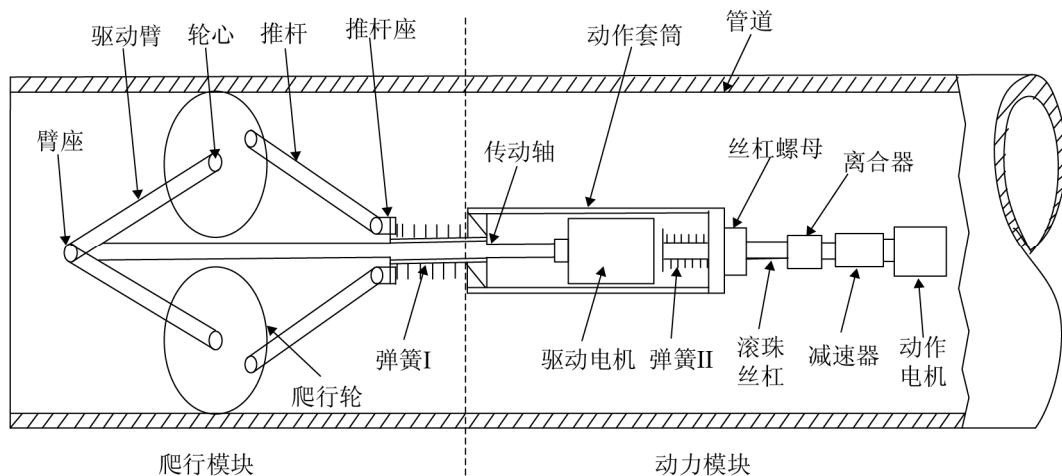 管道
驱动臂
轮心
推杆
推杆座
动作套筒
臂座
传动轴
丝杠螺母
离合器
弹簧I
驱动电机
弹簧II
滚珠
丝杠
减速器
动作
电机
爬行轮
爬行模块
动力模块